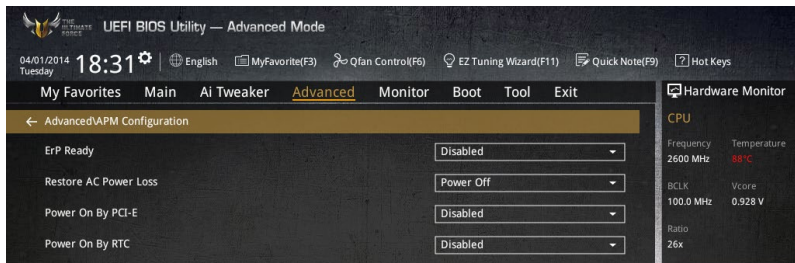 THE ULTIMATE FORCE
UEFI BIOS Utility — Advanced Mode
04/01/2014 Tuesday
18:31
English
MyFavorite(F3)
Qfan Control(F6)
EZ Tuning Wizard(F11)
Quick Note(F9)
? Hot Keys
My Favorites
Main
Ai Tweaker
Advanced
Monitor
Boot
Tool
Exit
Hardware Monitor
← Advanced\APM Configuration
ErP Ready
Disabled
Restore AC Power Loss
Power Off
Power On By PCI-E
Disabled
Power On By RTC
Disabled
CPU
Frequency
Temperature
2600 MHz
88°C
BCLK
Vcore
100.0 MHz
0.928 V
Ratio
26x